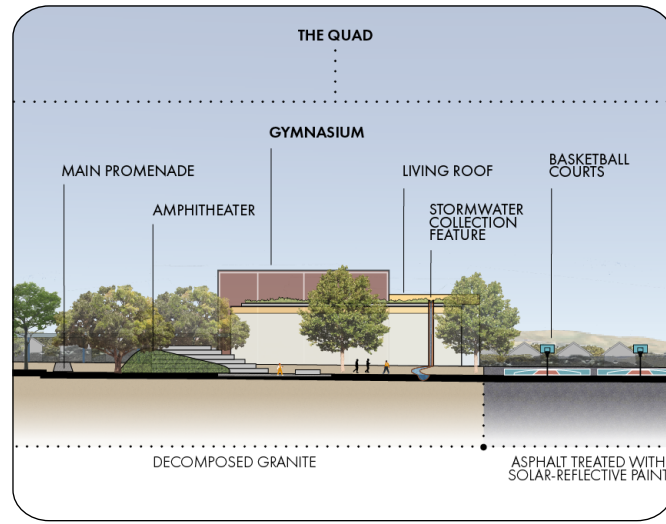 THE QUAD
GYMNASIUM
MAIN PROMENADE
AMPHITHEATER
LIVING ROOF
STORMWATER
COLLECTION
FEATURE
BASKETBALL
COURTS
DECOMPOSED GRANITE
ASPHALT TREATED WITH
SOLAR-REFLECTIVE PAINT